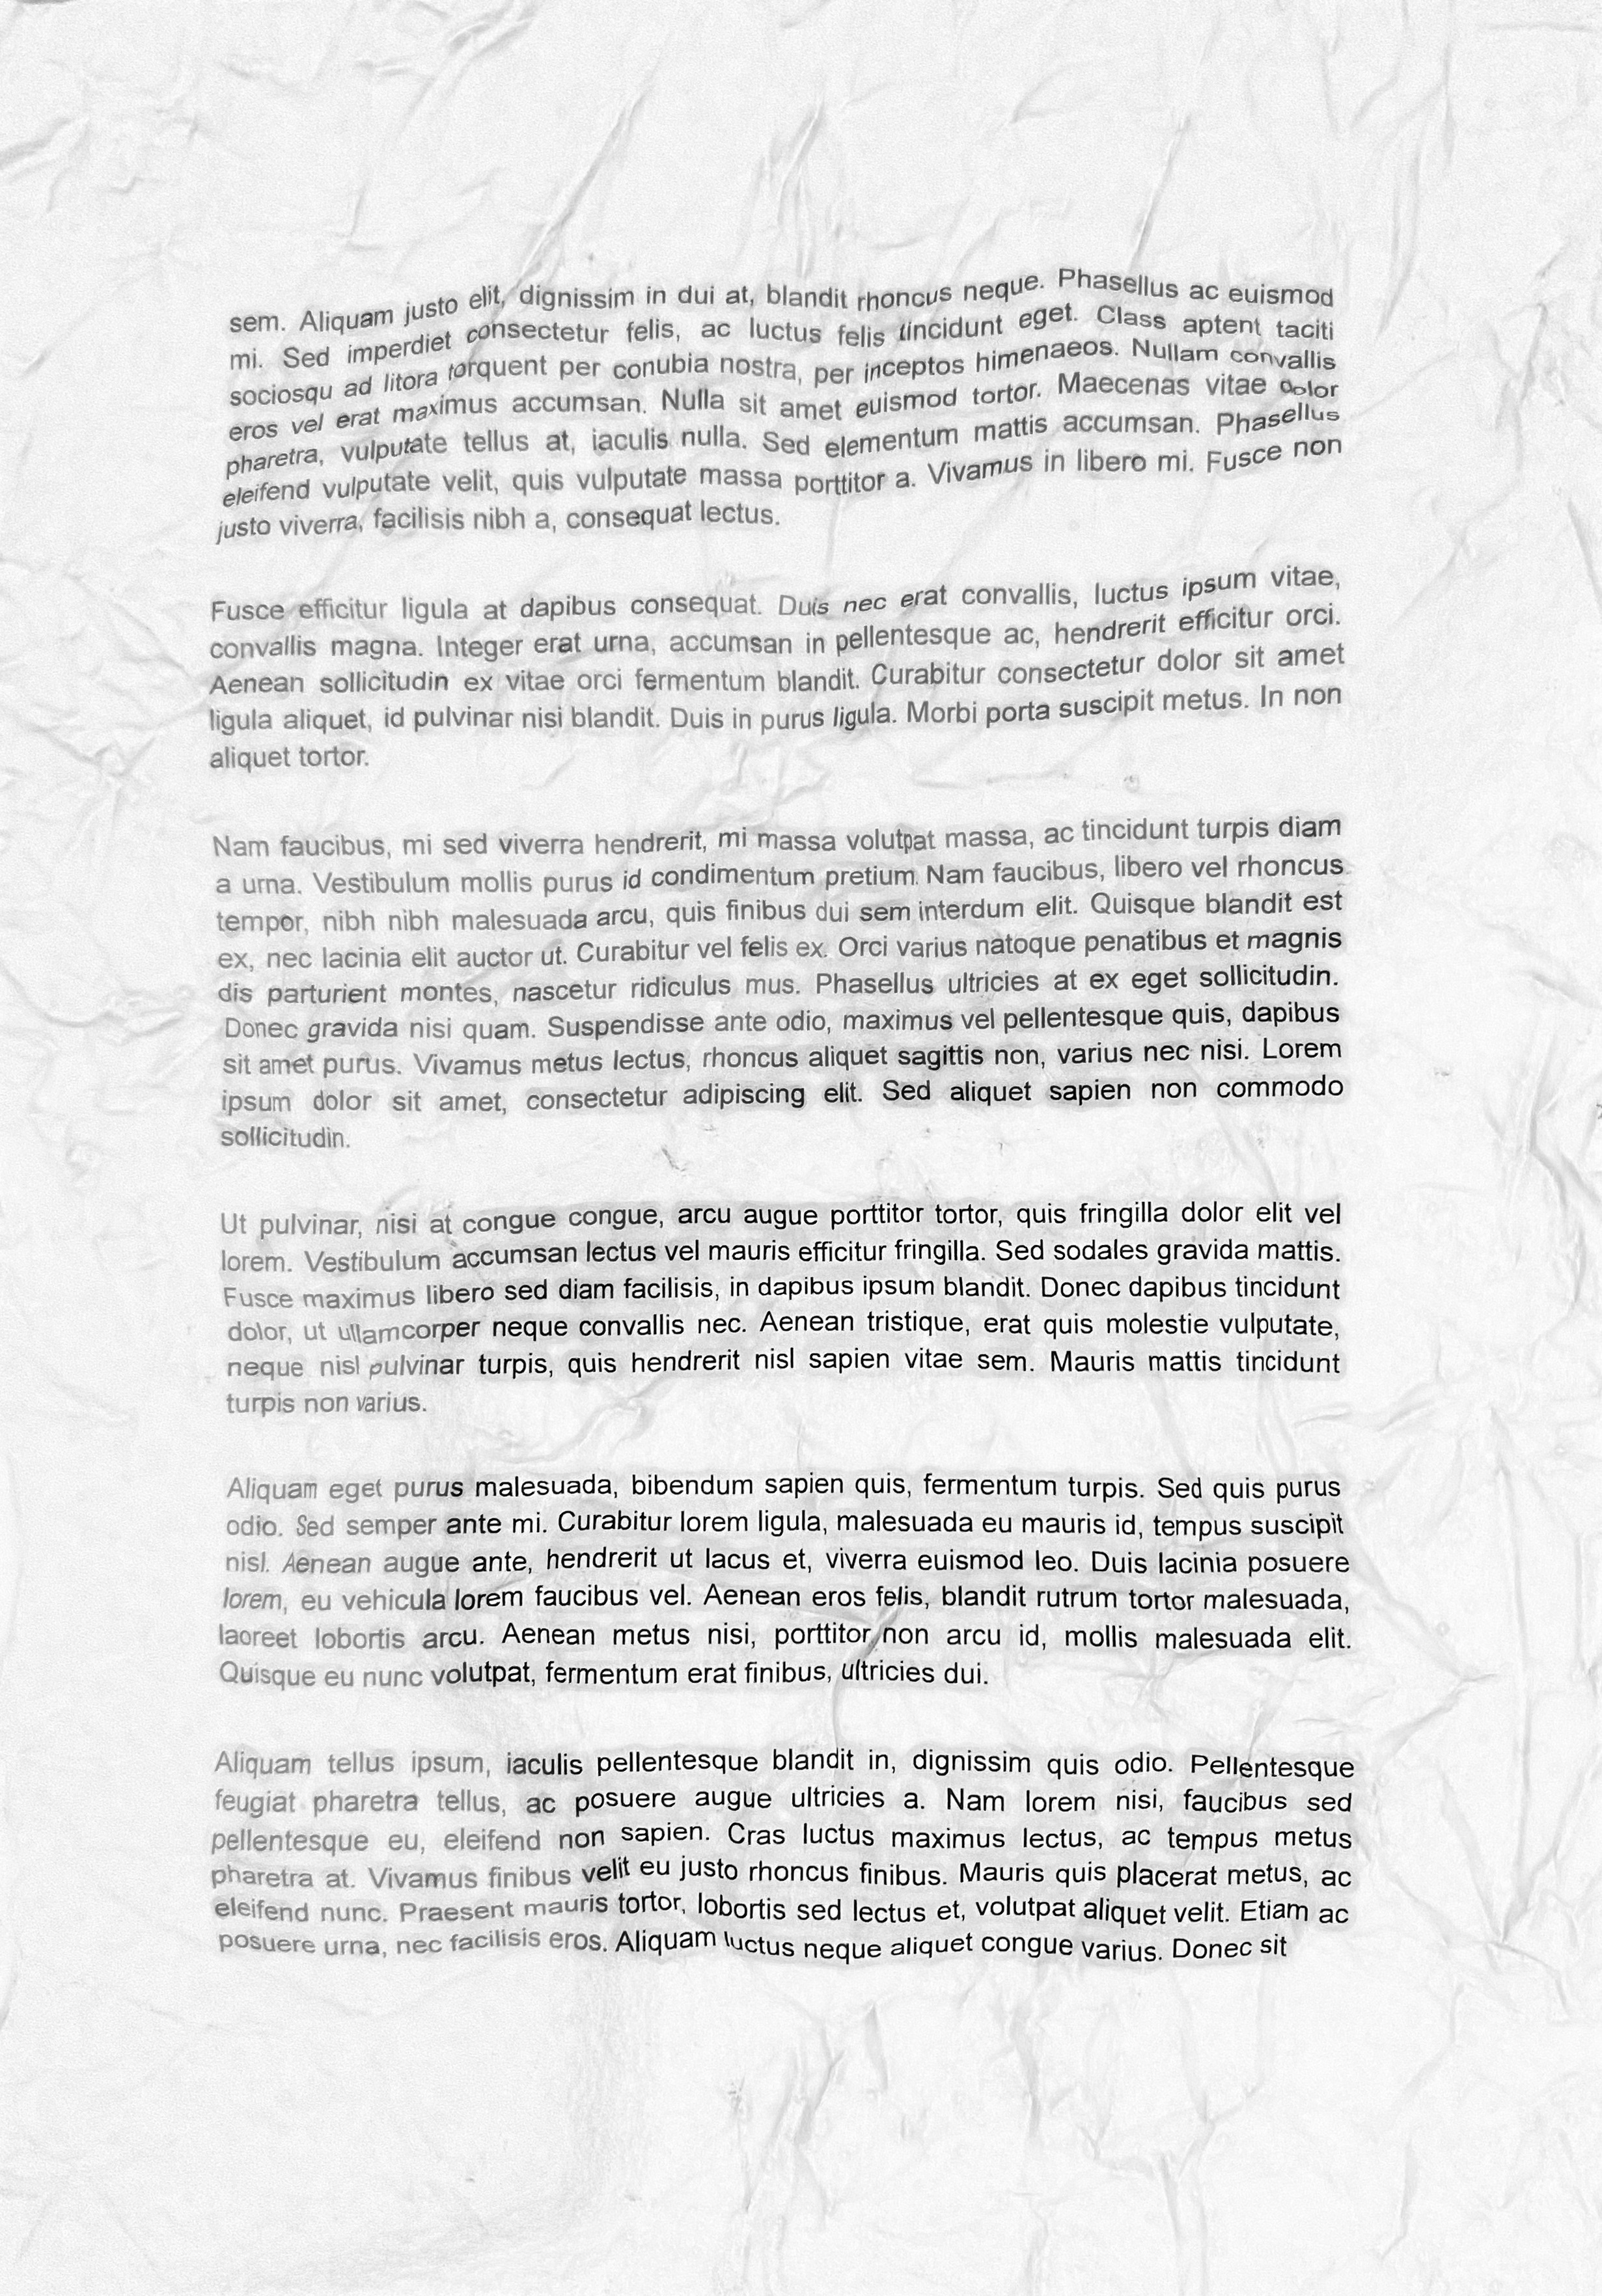 sem. Aliquam justo elit, dignissim in dui at, blandit rhoncus neque. Phasellus ac euismod
mi. Sed imperdiet consectetur felis, ac luctus felis tincidunt eget. Class aptent taciti
sociosqu ad litora torquent per conubia nostra, per inceptos himenaeos. Nullam convallis
eros vel erat maximus accumsan. Nulla sit amet euismod tortor. Maecenas vitae dolor
pharetra, vulputate tellus at, iaculis nulla. Sed elementum mattis accumsan. Phasellus
eleifend vulputate velit, quis vulputate massa porttitor a. Vivamus in libero mi. Fusce non
justo viverra, facilisis nibh a, consequat lectus.
Fusce efficitur ligula at dapibus consequat. Duis nec erat convallis, luctus ipsum vitae,
convallis magna. Integer erat urna, accumsan in pellentesque ac, hendrerit efficitur orci.
Aenean sollicitudin ex vitae orci fermentum blandit. Curabitur consectetur dolor sit amet
ligula aliquet, id pulvinar nisi blandit. Duis in purus ligula. Morbi porta suscipit metus. In non
aliquet tortor.
Nam faucibus, mi sed viverra hendrerit, mi massa volutpat massa, ac tincidunt turpis diam
a urna. Vestibulum mollis purus id condimentum pretium. Nam faucibus, libero vel rhoncus
tempor, nibh nibh malesuada arcu, quis finibus dui sem interdum elit. Quisque blandit est
ex, nec lacinia elit auctor ut. Curabitur vel felis ex. Orci varius natoque penatibus et magnis
dis parturient montes, nascetur ridiculus mus. Phasellus ultricies at ex eget sollicitudin.
Donec gravida nisi quam. Suspendisse ante odio, maximus vel pellentesque quis, dapibus
sit amet purus. Vivamus metus lectus, rhoncus aliquet sagittis non, varius nec nisi. Lorem
ipsum dolor sit amet, consectetur adipiscing elit. Sed aliquet sapien non commodo
sollicitudin.
Ut pulvinar, nisi at congue congue, arcu augue porttitor tortor, quis fringilla dolor elit vel
lorem. Vestibulum accumsan lectus vel mauris efficitur fringilla. Sed sodales gravida mattis.
Fusce maximus libero sed diam facilisis, in dapibus ipsum blandit. Donec dapibus tincidunt
dolor, ut ullamcorper neque convallis nec. Aenean tristique, erat quis molestie vulputate,
neque nisl pulvinar turpis, quis hendrerit nisl sapien vitae sem. Mauris mattis tincidunt
turpis non varius.
Aliquam eget purus malesuada, bibendum sapien quis, fermentum turpis. Sed quis purus
odio. Sed semper ante mi. Curabitur lorem ligula, malesuada eu mauris id, tempus suscipit
nisl. Aenean augue ante, hendrerit ut lacus et, viverra euismod leo. Duis lacinia posuere
lorem, eu vehicula lorem faucibus vel. Aenean eros felis, blandit rutrum tortor malesuada,
laoreet lobortis arcu. Aenean metus nisi, porttitor non arcu id, mollis malesuada elit.
Quisque eu nunc volutpat, fermentum erat finibus, ultricies dui.
Aliquam tellus ipsum, iaculis pellentesque blandit in, dignissim quis odio. Pellentesque
feugiat pharetra tellus, ac posuere augue ultricies a. Nam lorem nisi, faucibus sed
pellentesque eu, eleifend non sapien. Cras luctus maximus lectus, ac tempus metus
pharetra at. Vivamus finibus velit eu justo rhoncus finibus. Mauris quis placerat metus, ac
eleifend nunc. Praesent mauris tortor, lobortis sed lectus et, volutpat aliquet velit. Etiam ac
posuere urna, nec facilisis eros. Aliquam luctus neque aliquet congue varius. Donec sit